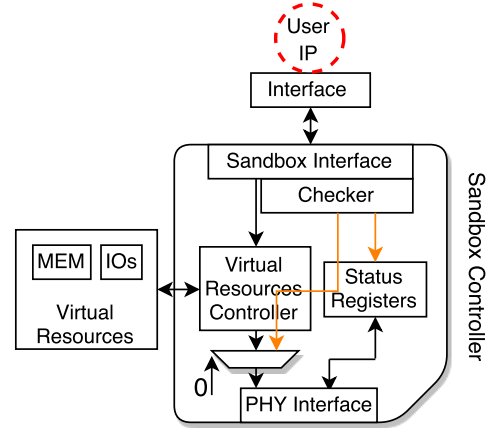 User
IP
Interface
Sandbox Interface
Checker
Sandbox Controller
MEM
IOs
Virtual
Resources
Virtual
Resources
Controller
Status
Registers
0
PHY Interface